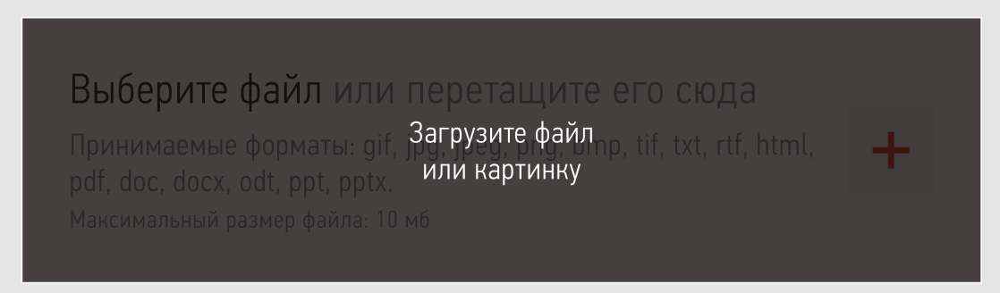 Выберите файл или перетащите его сюда
Загрузите файл
Принимаемые форматы: gif, jpg, jpeg, png, bmp, tif, txt, rtf, html,
или картинку
pdf, doc, docx, odt, ppt, pptx.
Максимальный размер файла: 10 мб